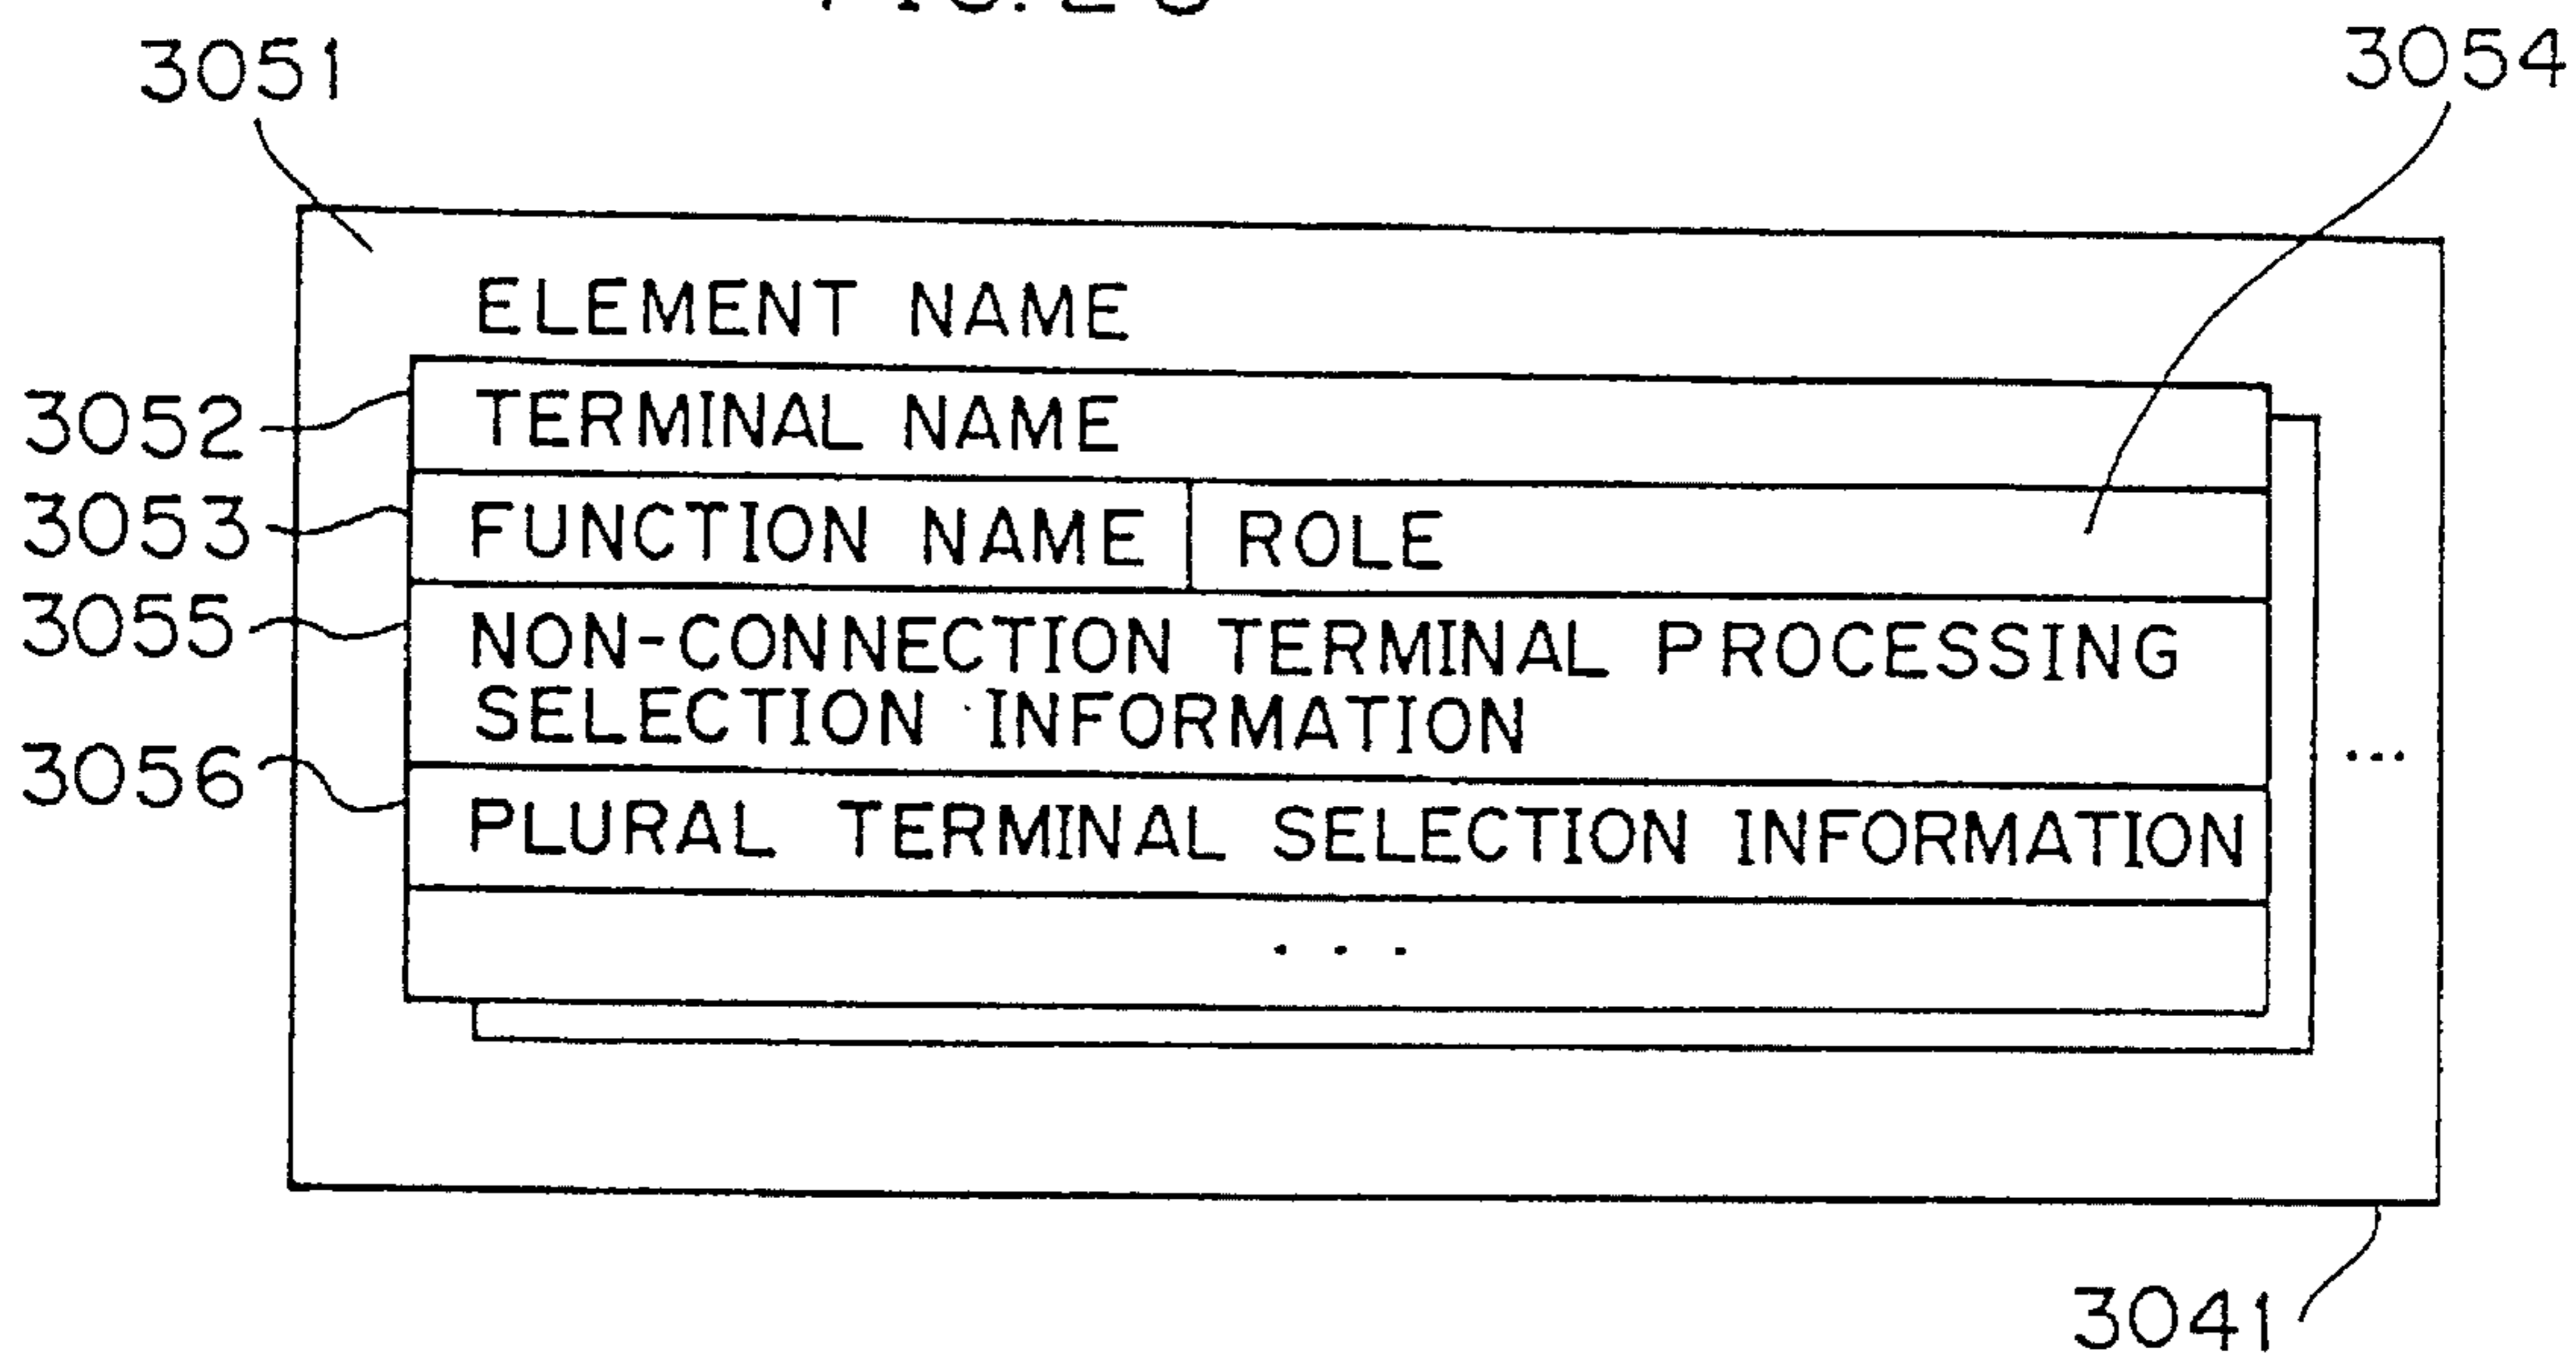 3051
3054
ELEMENT NAME
3052
TERMINAL NAME
3053
FUNCTION NAME
ROLE
3055
NON-CONNECTION TERMINAL PROCESSING
SELECTION INFORMATION
...
3056
PLURAL TERMINAL SELECTION INFORMATION
...
3041